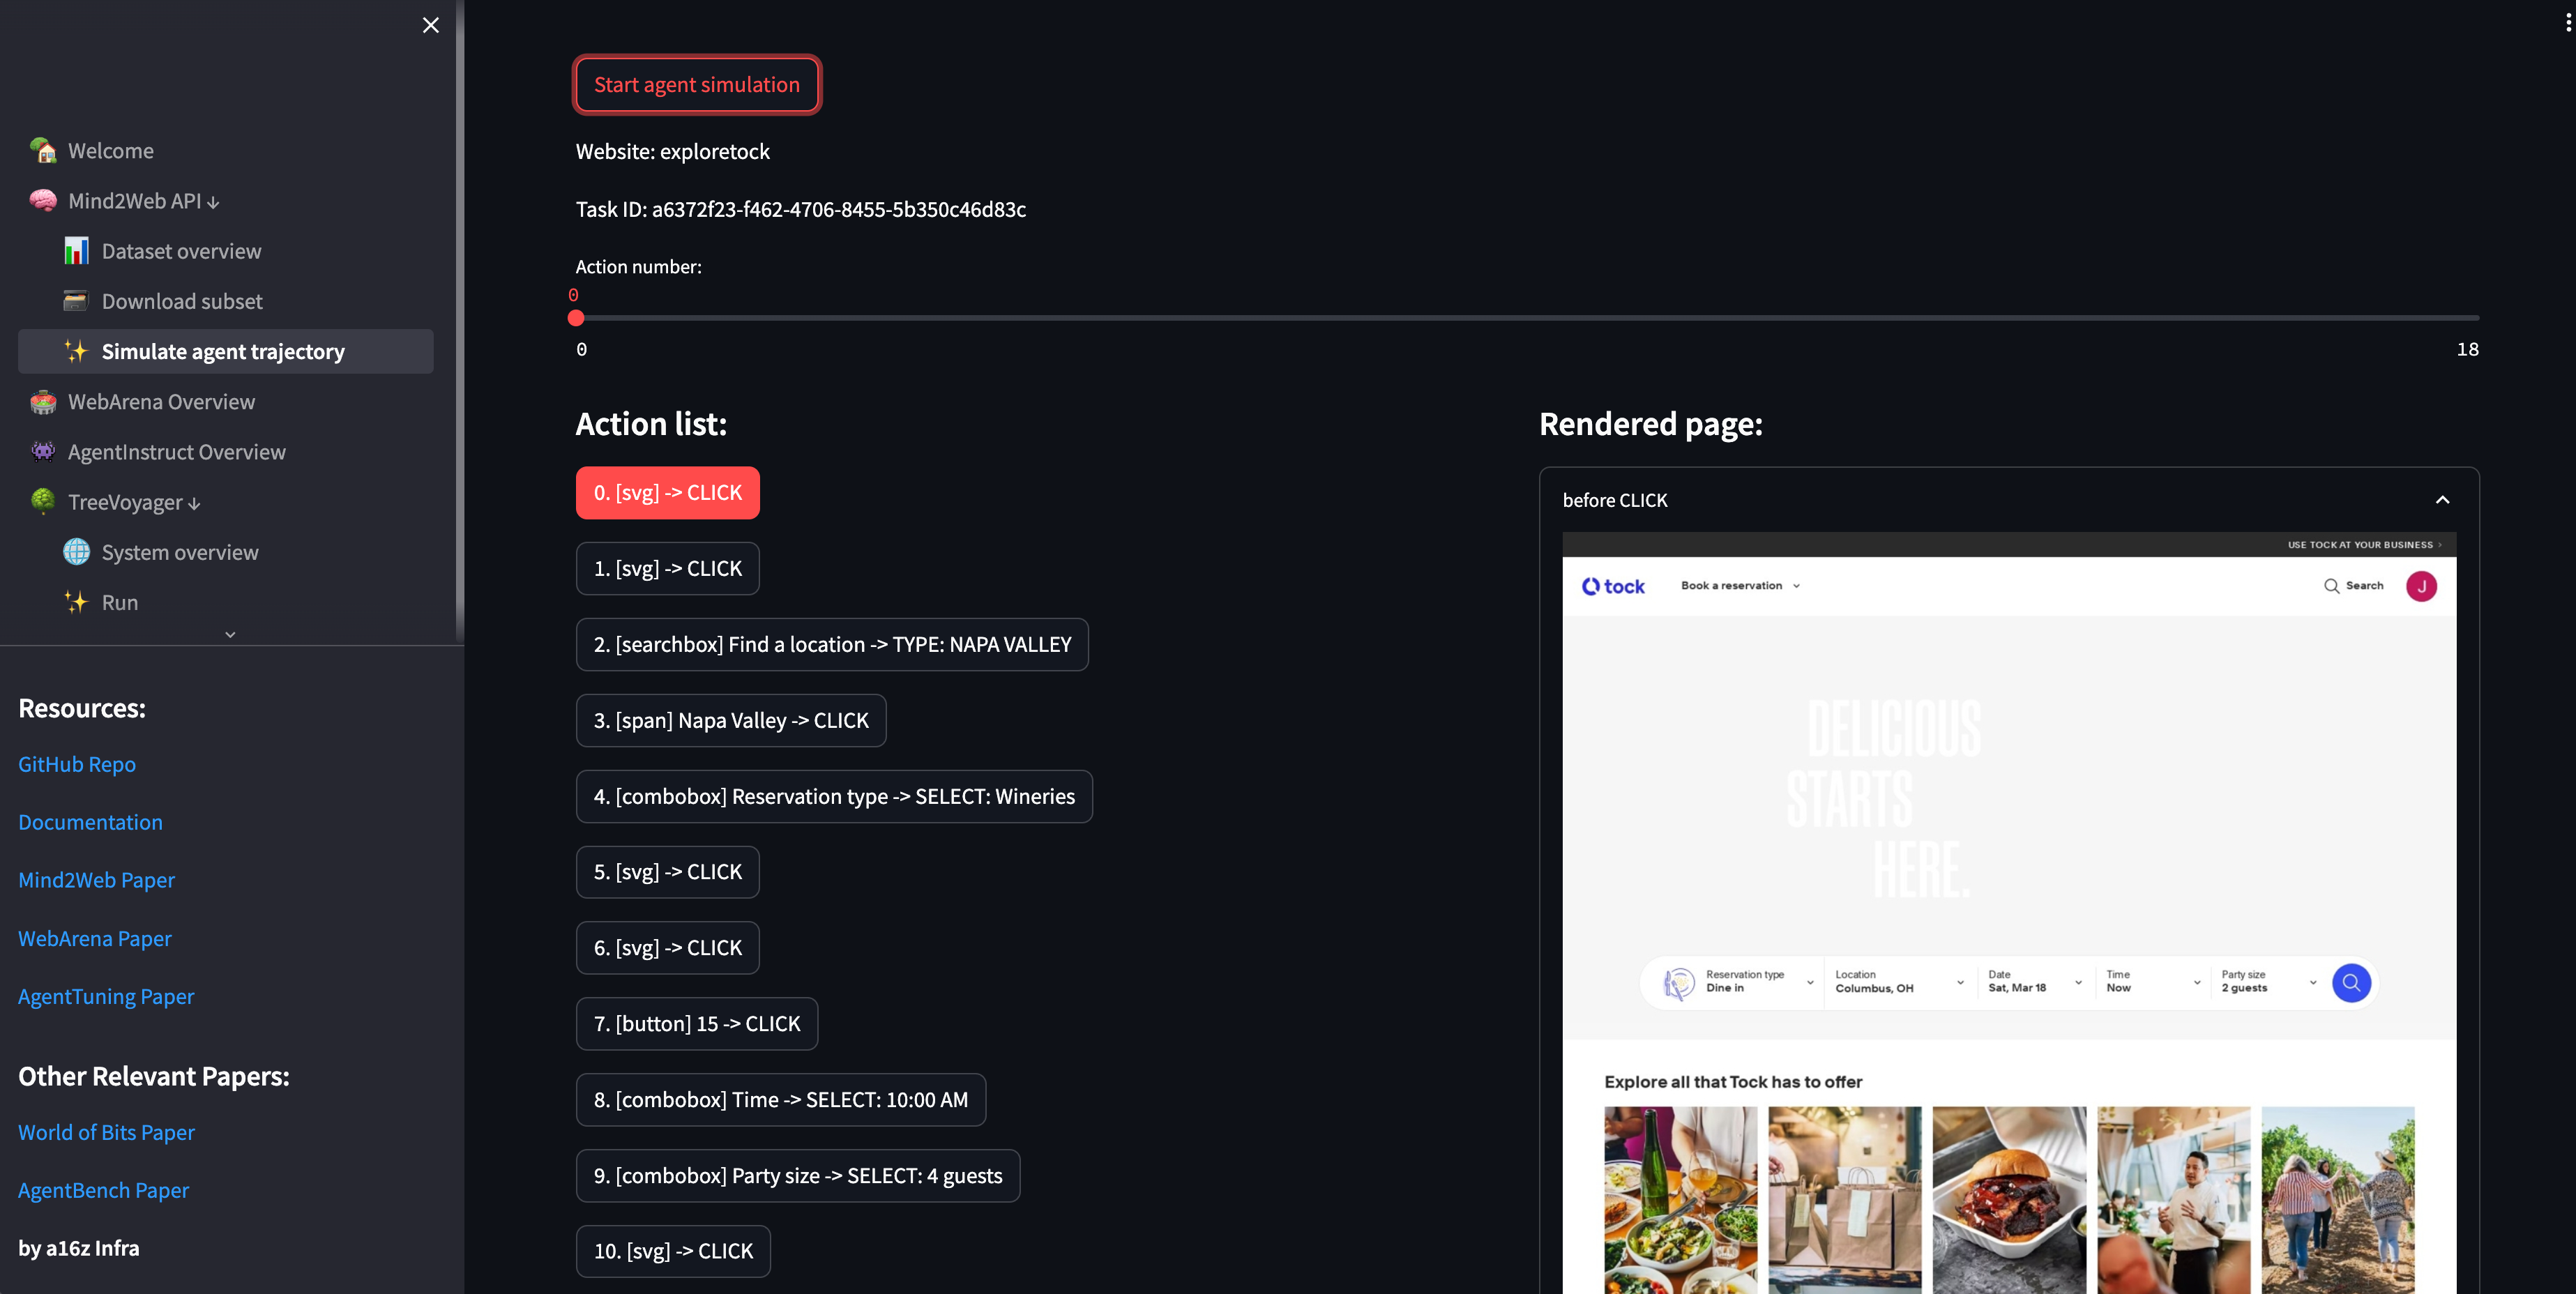 Welcome
Mind2Web API ↓
Dataset overview
Download subset
Simulate agent trajectory
WebArena Overview
AgentInstruct Overview
TreeVoyager ↓
System overview
Run
Resources:
GitHub Repo
Documentation
Mind2Web Paper
WebArena Paper
AgentTuning Paper
Other Relevant Papers:
World of Bits Paper
AgentBench Paper
by a16z Infra
Start agent simulation
Website: exploretock
Task ID: a6372f23-f462-4706-8455-5b350c46d83c
Action number:
0
0 18
Action list:
0. [svg] -> CLICK
1. [svg] -> CLICK
2. [searchbox] Find a location -> TYPE: NAPA VALLEY
3. [span] Napa Valley -> CLICK
4. [combobox] Reservation type -> SELECT: Wineries
5. [svg] -> CLICK
6. [svg] -> CLICK
7. [button] 15 -> CLICK
8. [combobox] Time -> SELECT: 10:00 AM
9. [combobox] Party size -> SELECT: 4 guests
10. [svg] -> CLICK
Rendered page:
before CLICK
USE TOCK AT YOUR BUSINESS ›
tock Book a reservation Search J
DELICIOUS
STARTS
HERE.
Reservation type Location Date Time Party size
Dine in Columbus, OH Sat, Mar 18 Now 2 guests
Explore all that Tock has to offer